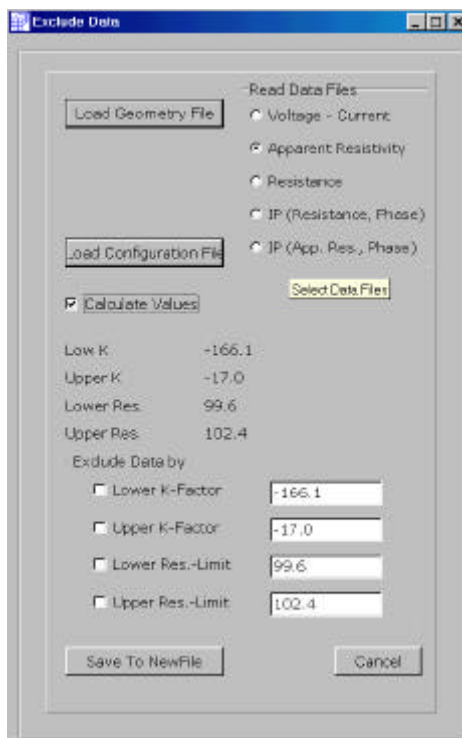 Exclude Data
Read Data Files
Load Geometry File
Voltage - Current
Apparent Resistivity
Resistance
IP (Resistance, Phase)
Load Configuration File
IP (App. Res., Phase)
Select Data Files
Calculate Values
Low K -166.1
Upper K -17.0
Lower Res. 99.6
Upper Res. 102.4
Exclude Data by
Lower K-Factor -166.1
Upper K-Factor -17.0
Lower Res.-Limit 99.6
Upper Res.-Limit 102.4
Save To NewFile Cancel